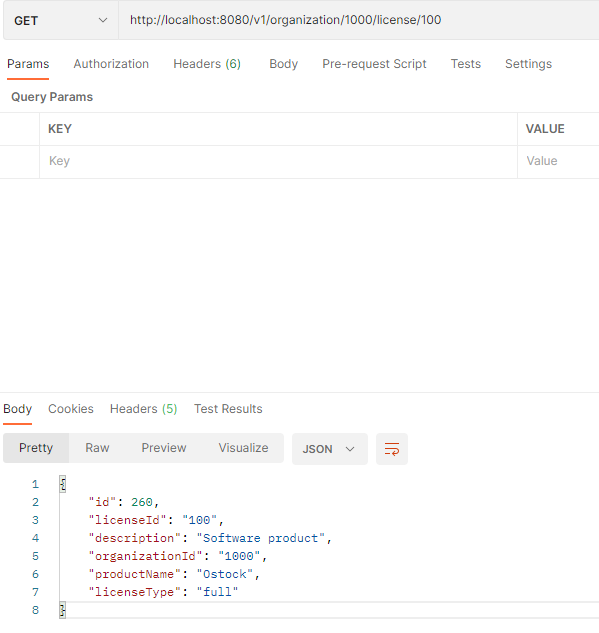 GET http://localhost:8080/v1/organization/1000/license/100
Params Authorization Headers (6) Body Pre-request Script Tests Settings
Query Params
KEY VALUE
Key Value
Body Cookies Headers (5) Test Results
Pretty Raw Preview Visualize JSON
1 {
2 "id": 260,
3 "licenseId": "100",
4 "description": "Software product",
5 "organizationId": "1000",
6 "productName": "Ostock",
7 "licenseType": "full"
8 }